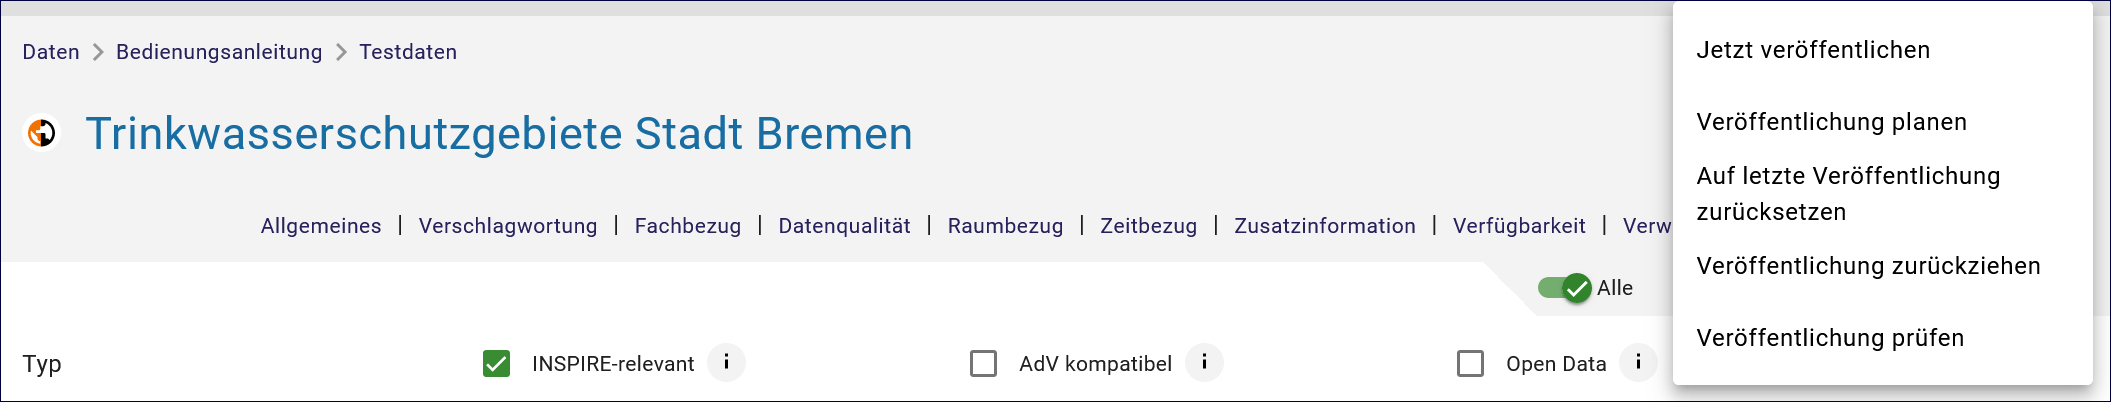 Daten > Bedienungsanleitung > Testdaten
Trinkwasserschutzgebiete Stadt Bremen
Allgemeines | Verschlagwortung | Fachbezug | Datenqualität | Raumbezug | Zeitbezug | Zusatzinformation | Verfügbarkeit | Verw
Alle
Typ
INSPIRE-relevant i
AdV kompatibel i
Open Data i
Jetzt veröffentlichen
Veröffentlichung planen
Auf letzte Veröffentlichung
zurücksetzen
Veröffentlichung zurückziehen
Veröffentlichung prüfen